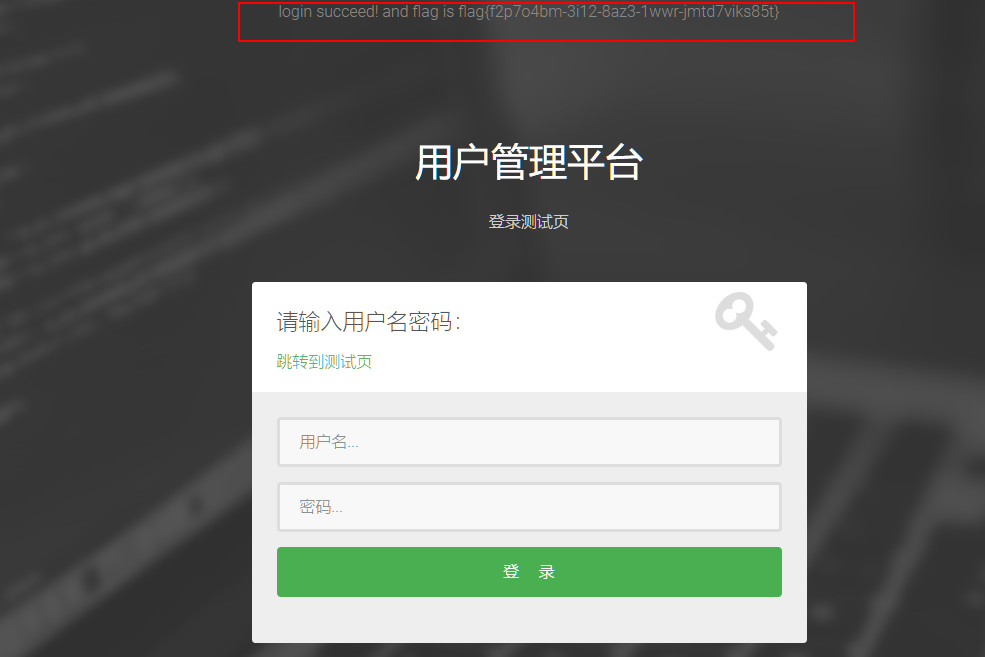 login succeed! and flag is flag{f2p7o4bm-3i12-8az3-1wwr-jmtd7viks85t}
用户管理平台
登录测试页
请输入用户名密码：
跳转到测试页
用户名...
密码...
登 录